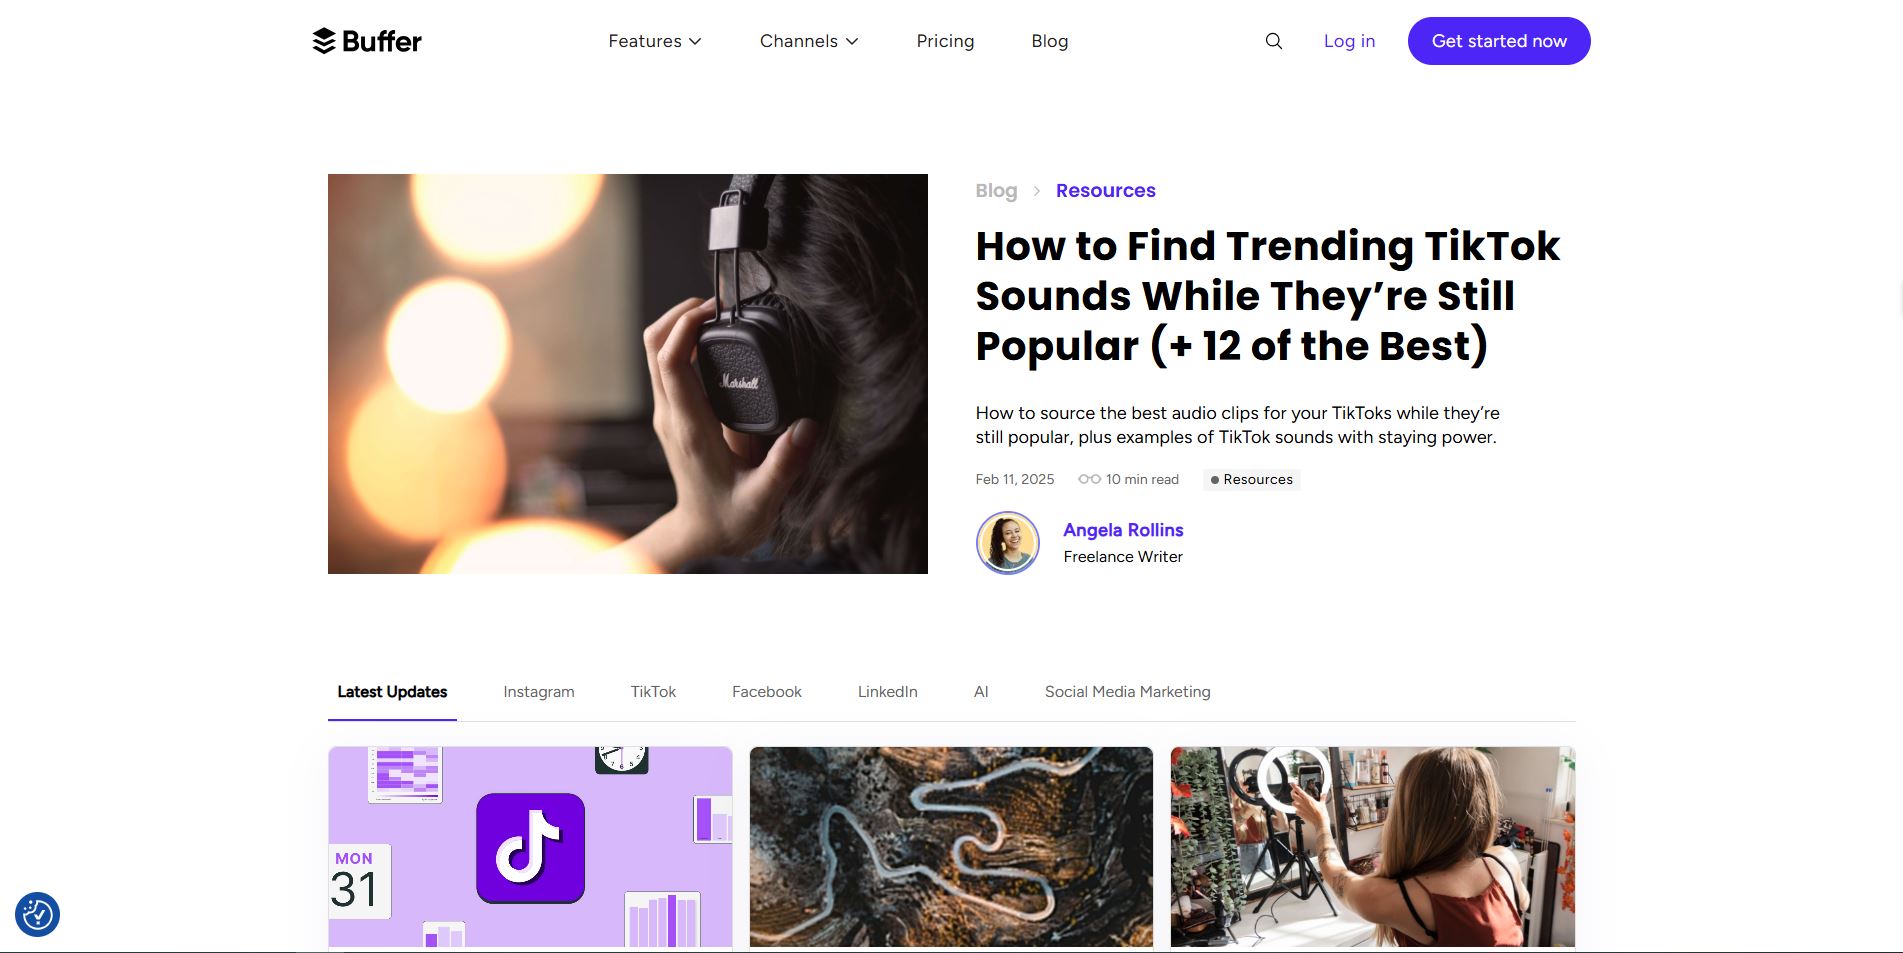 Buffer
Features
Channels
Pricing
Blog
Log in
Get started now
Marshall
Blog > Resources
How to Find Trending TikTok
Sounds While They’re Still
Popular (+ 12 of the Best)
How to source the best audio clips for your TikToks while they’re
still popular, plus examples of TikTok sounds with staying power.
Feb 11, 2025
10 min read
Resources
Angela Rollins
Freelance Writer
Latest Updates
Instagram
TikTok
Facebook
LinkedIn
AI
Social Media Marketing
MON
31